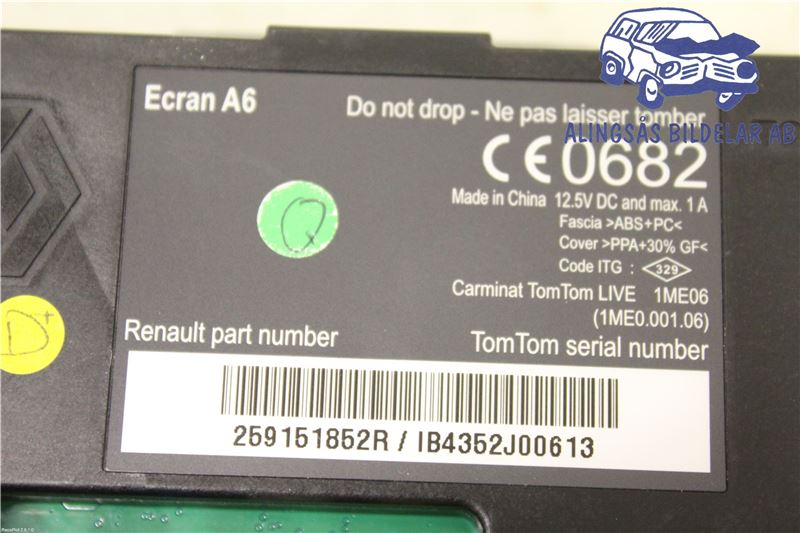 Ecran A6
Do not drop - Ne pas laisser tomber
ALINGSÅS BILDELAR AB
CE0682
Made in China 12.5V DC and max. 1 A
Fascia >ABS+PC<
Cover >PPA+30% GF<
Code ITG : 329
Carminat TomTom LIVE 1ME06
(1ME0.001.06)
D+
Renault part number
TomTom serial number
259151852R / IB4352J00613